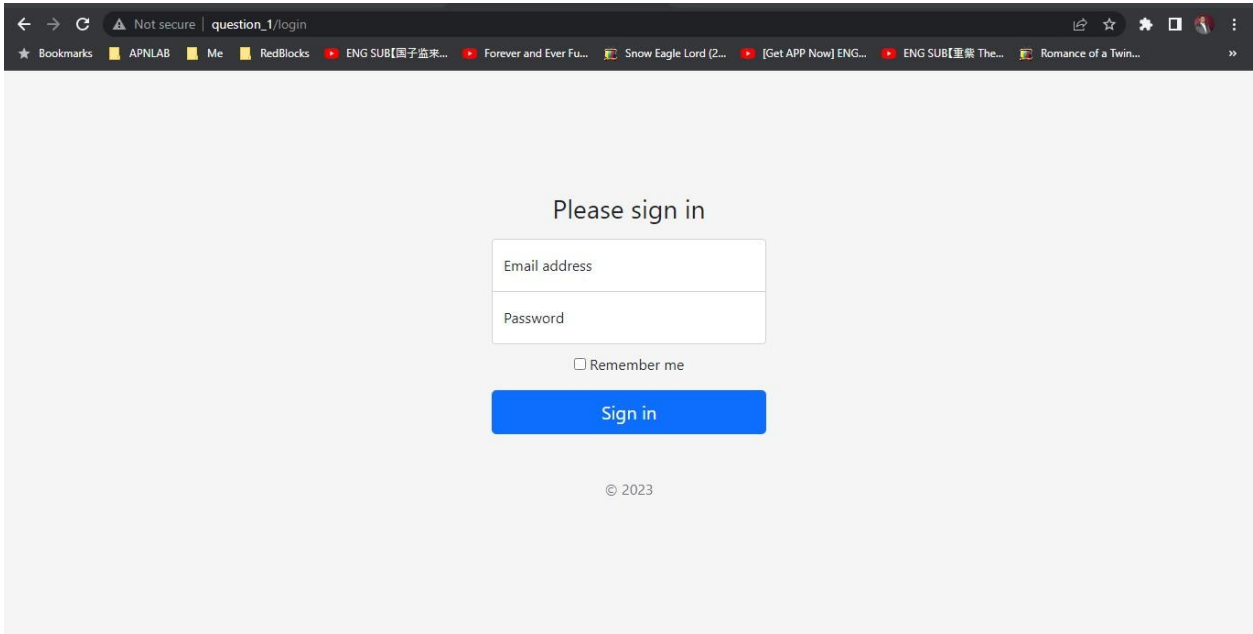 Not secure | question_1/login
Bookmarks APNLAB Me RedBlocks ENG SUB【国子监来... Forever and Ever Fu... Snow Eagle Lord (2... [Get APP Now] ENG... ENG SUB【重紫 The... Romance of a Twin... »
Please sign in
Email address
Password
Remember me
Sign in
© 2023